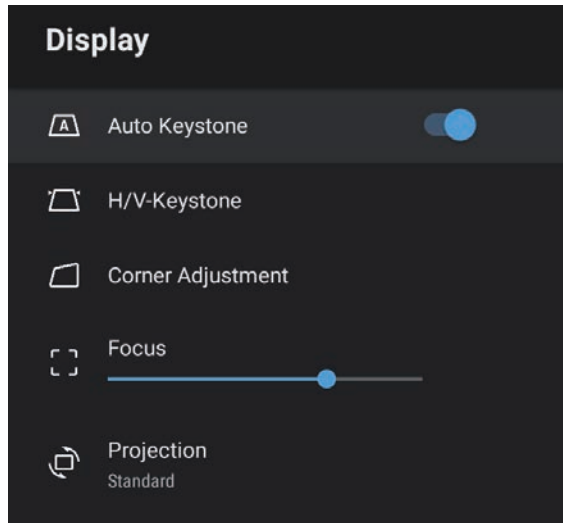 Display
A
Auto Keystone
H/V-Keystone
Corner Adjustment
Focus
Projection
Standard